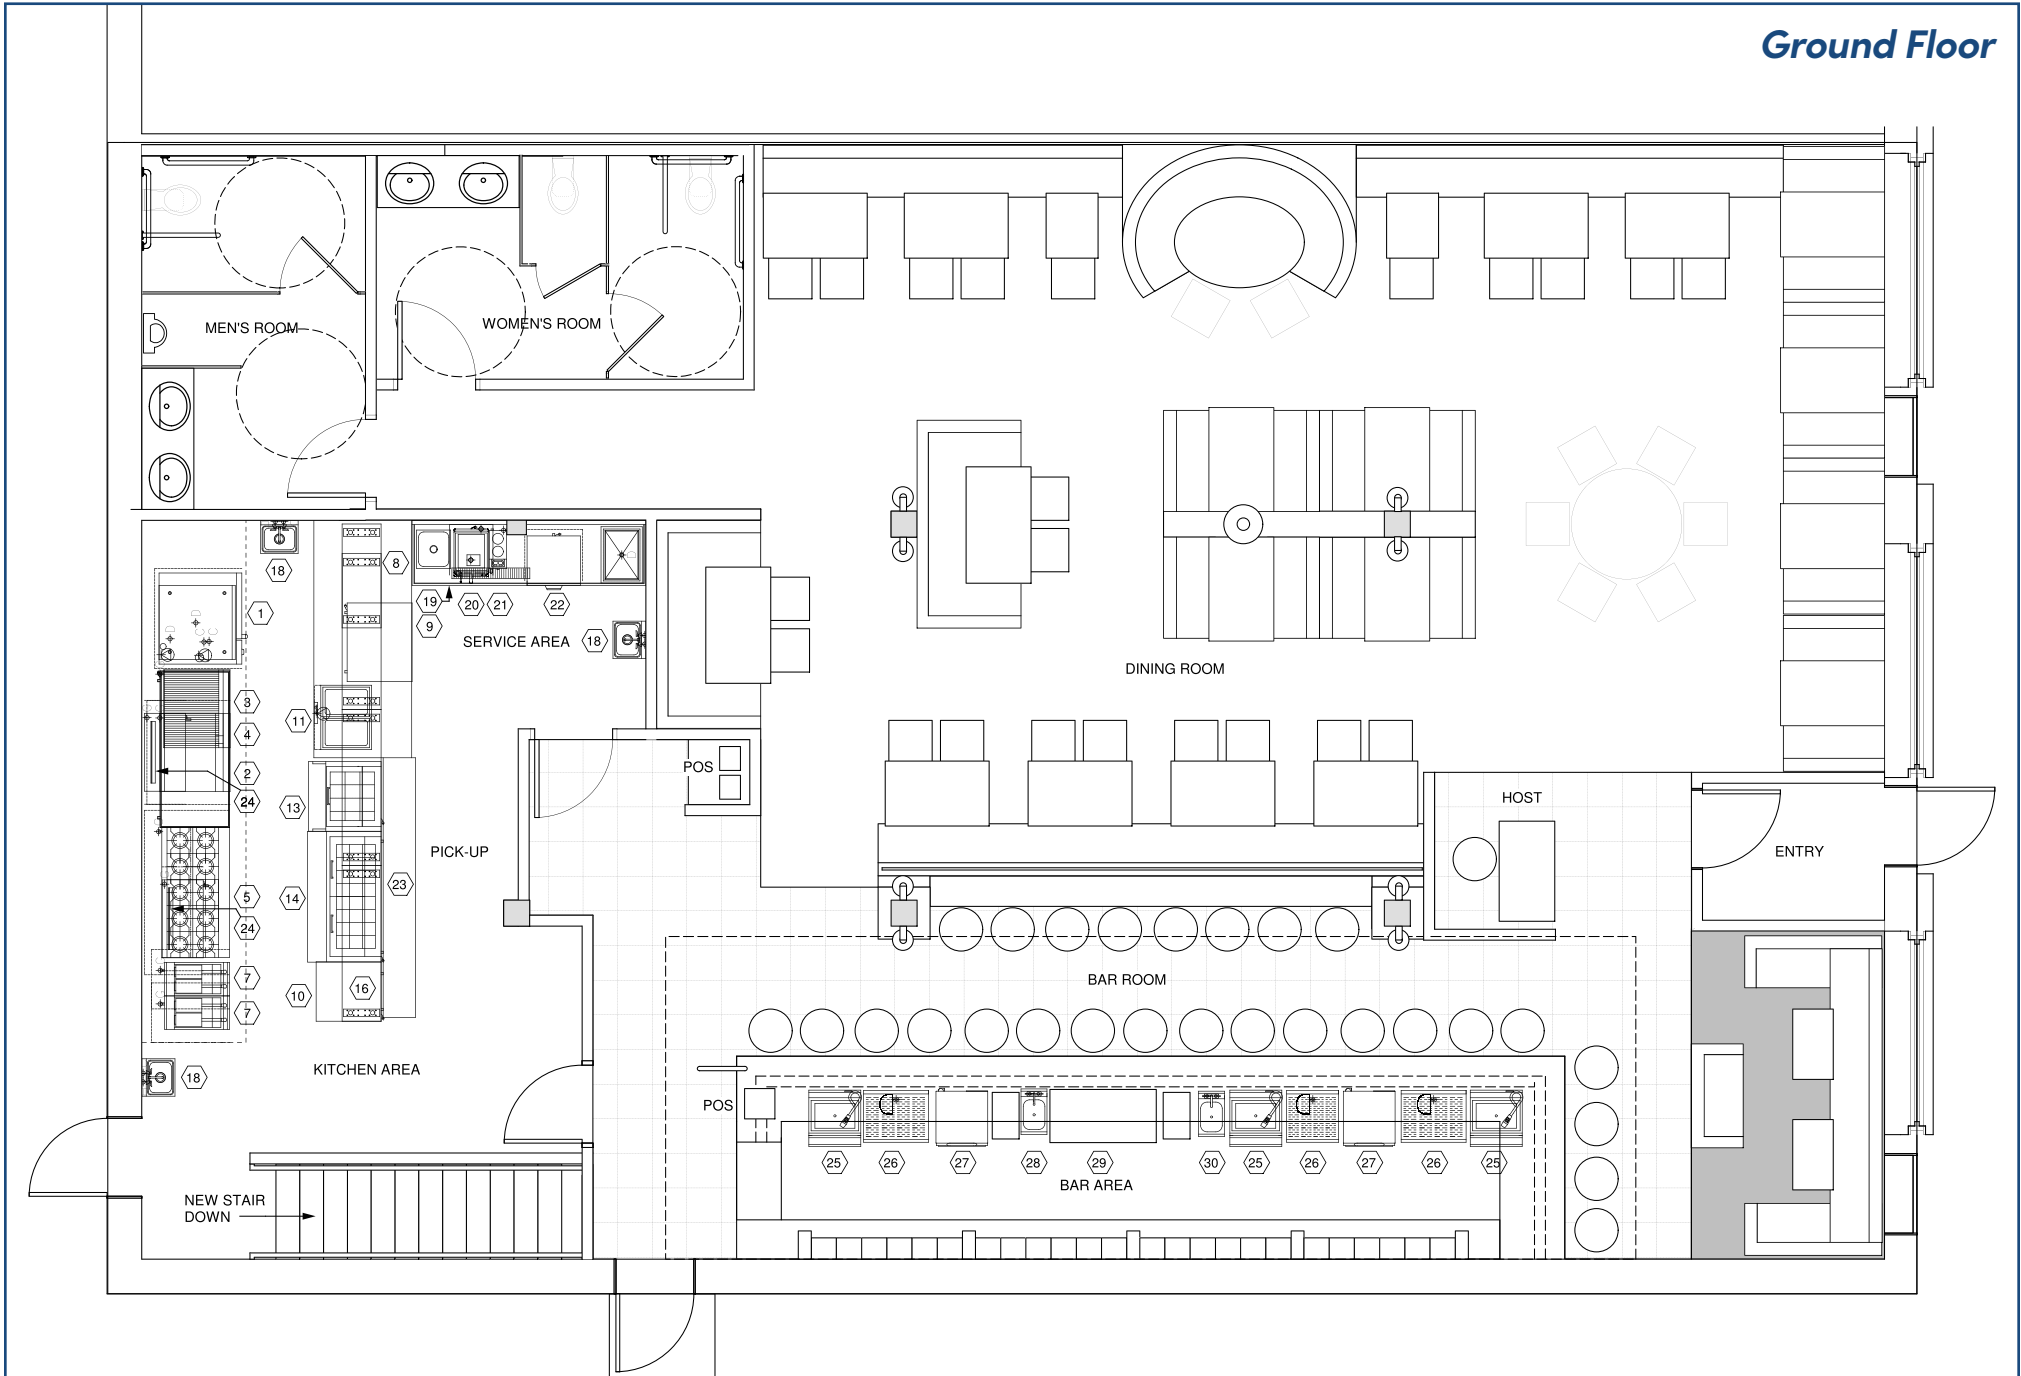 Ground Floor
MEN'S ROOM
WOMEN'S ROOM
18
8
1
19
20
21
22
9
SERVICE AREA
18
DINING ROOM
3
11
4
POS
2
24
13
HOST
PICK-UP
ENTRY
23
5
14
24
7
BAR ROOM
10
16
7
KITCHEN AREA
18
POS
25
26
27
28
29
30
25
26
27
26
25
BAR AREA
NEW STAIR
DOWN